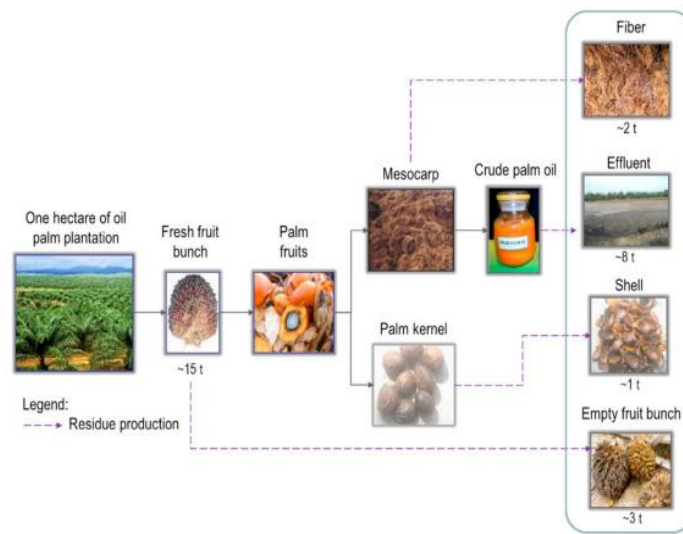 Fiber
~2 t
Mesocarp
Crude palm oil
Effluent
~8 t
One hectare of oil
palm plantation
Fresh fruit
bunch
Palm
fruits
~15 t
Palm kernel
Shell
~1 t
Legend:
Residue production
Empty fruit bunch
~3 t